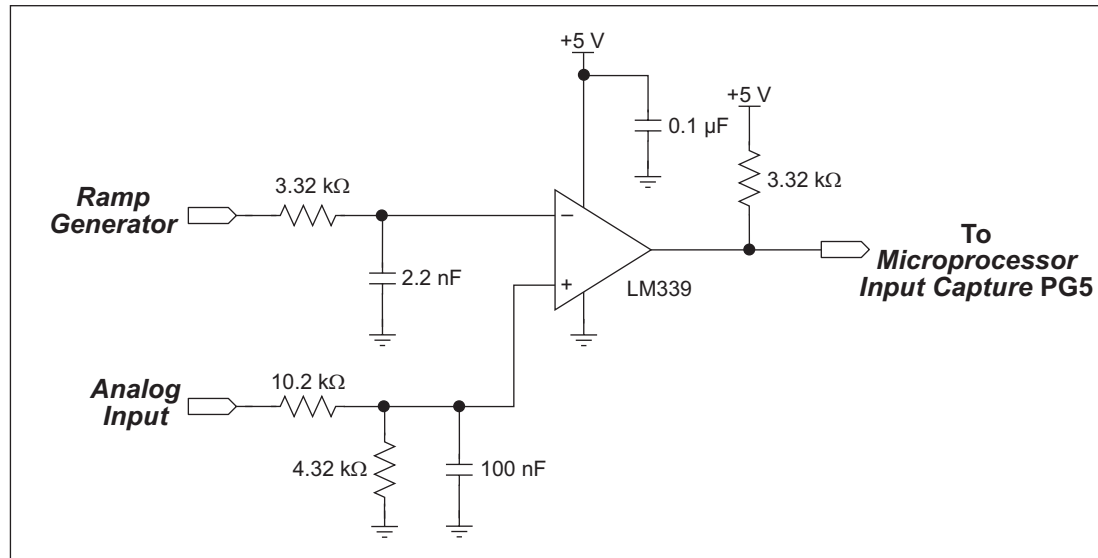 +5 V
0.1 µF
+5 V
3.32 kΩ
Ramp
Generator
3.32 kΩ
2.2 nF
−
+
LM339
To
Microprocessor
Input Capture PG5
Analog
Input
10.2 kΩ
4.32 kΩ
100 nF